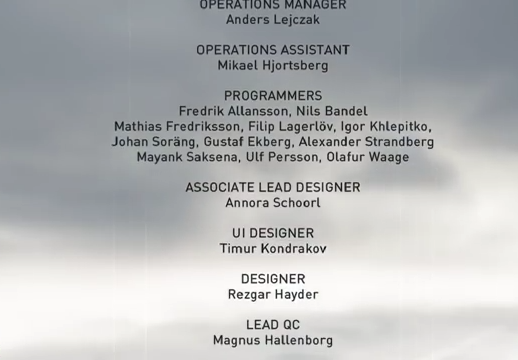 OPERATIONS MANAGER
Anders Lejczak
OPERATIONS ASSISTANT
Mikael Hjortsberg
PROGRAMMERS
Fredrik Allansson, Nils Bandel
Mathias Fredriksson, Filip Lagerlöv, Igor Khlepitko,
Johan Soräng, Gustaf Ekberg, Alexander Strandberg
Mayank Saksena, Ulf Persson, Olafur Waage
ASSOCIATE LEAD DESIGNER
Annora Schoorl
UI DESIGNER
Timur Kondrakov
DESIGNER
Rezgar Hayder
LEAD QC
Magnus Hallenborg